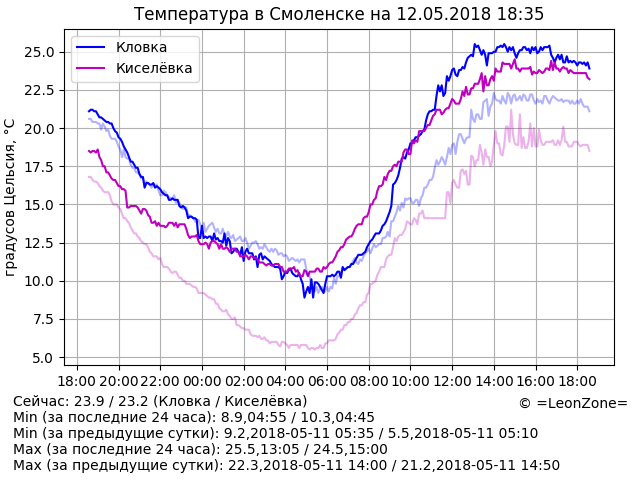 Температура в Смоленске на 12.05.2018 18:35
Кловка
Киселёвка
градусов Цельсия, °C
25.0
22.5
20.0
17.5
15.0
12.5
10.0
7.5
5.0
18:00 20:00 22:00 00:00 02:00 04:00 06:00 08:00 10:00 12:00 14:00 16:00 18:00
Сейчас: 23.9 / 23.2 (Кловка / Киселёвка)
© =LeonZone=
Min (за последние 24 часа): 8.9,04:55 / 10.3,04:45
Min (за предыдущие сутки): 9.2,2018-05-11 05:35 / 5.5,2018-05-11 05:10
Max (за последние 24 часа): 25.5,13:05 / 24.5,15:00
Max (за предыдущие сутки): 22.3,2018-05-11 14:00 / 21.2,2018-05-11 14:50